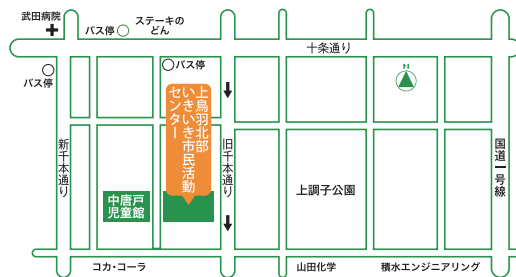 武田病院
ステーキの
どん
バス停
十条通り
バス停
バス停
N
上鳥羽北部
いきいき市民活動
センター
新千本通り
旧千本通り
国道一号線
中唐戸
児童館
上調子公園
コカ・コーラ
山田化学
積水エンジニアリング